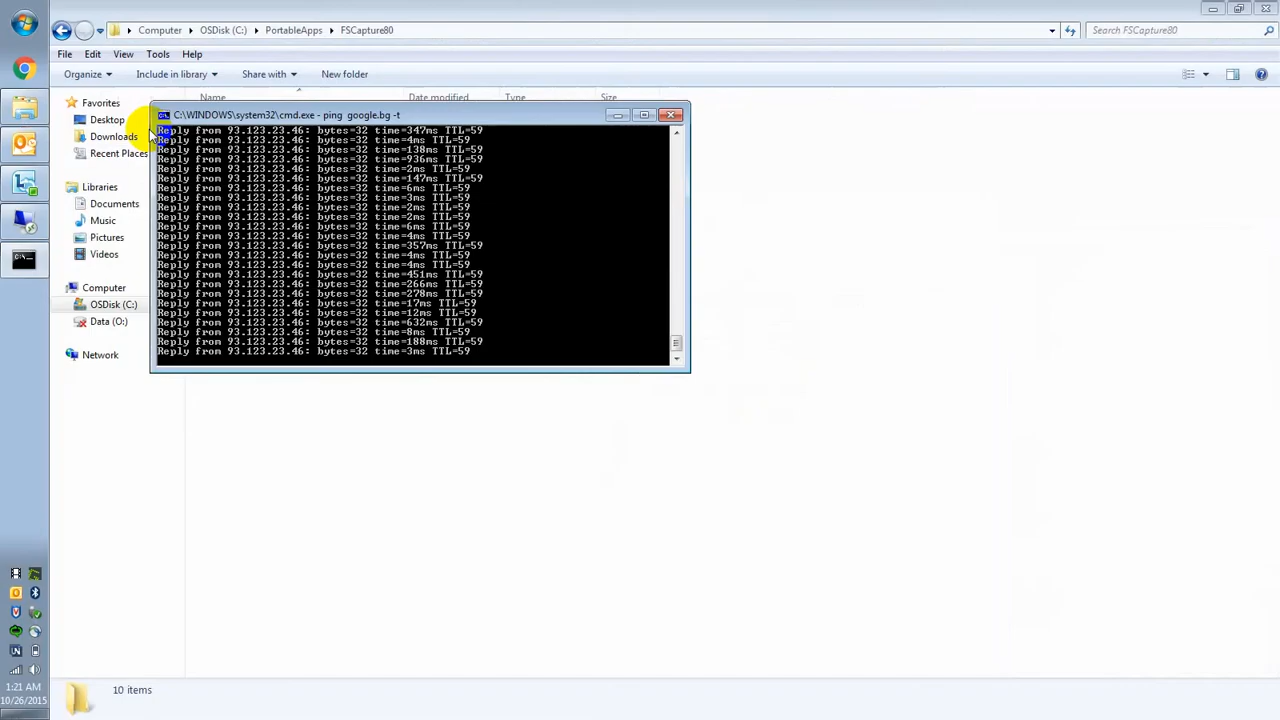 Computer ▸ OSDisk (C:) ▸ PortableApps ▸ FSCapture80
Search FSCapture80
File Edit View Tools Help
Organize Include in library Share with New folder
Name Date modified Type Size
Favorites
Desktop
Downloads
Recent Places
Libraries
Documents
Music
Pictures
Videos
Computer
OSDisk (C:)
Data (O:)
Network
C:\WINDOWS\system32\cmd.exe - ping google.bg -t
Reply from 93.123.23.46: bytes=32 time=347ms TTL=59
Reply from 93.123.23.46: bytes=32 time=4ms TTL=59
Reply from 93.123.23.46: bytes=32 time=138ms TTL=59
Reply from 93.123.23.46: bytes=32 time=936ms TTL=59
Reply from 93.123.23.46: bytes=32 time=2ms TTL=59
Reply from 93.123.23.46: bytes=32 time=147ms TTL=59
Reply from 93.123.23.46: bytes=32 time=6ms TTL=59
Reply from 93.123.23.46: bytes=32 time=3ms TTL=59
Reply from 93.123.23.46: bytes=32 time=2ms TTL=59
Reply from 93.123.23.46: bytes=32 time=2ms TTL=59
Reply from 93.123.23.46: bytes=32 time=6ms TTL=59
Reply from 93.123.23.46: bytes=32 time=4ms TTL=59
Reply from 93.123.23.46: bytes=32 time=357ms TTL=59
Reply from 93.123.23.46: bytes=32 time=4ms TTL=59
Reply from 93.123.23.46: bytes=32 time=4ms TTL=59
Reply from 93.123.23.46: bytes=32 time=451ms TTL=59
Reply from 93.123.23.46: bytes=32 time=266ms TTL=59
Reply from 93.123.23.46: bytes=32 time=278ms TTL=59
Reply from 93.123.23.46: bytes=32 time=17ms TTL=59
Reply from 93.123.23.46: bytes=32 time=12ms TTL=59
Reply from 93.123.23.46: bytes=32 time=632ms TTL=59
Reply from 93.123.23.46: bytes=32 time=8ms TTL=59
Reply from 93.123.23.46: bytes=32 time=188ms TTL=59
Reply from 93.123.23.46: bytes=32 time=3ms TTL=59
1:21 AM
10/26/2015
10 items